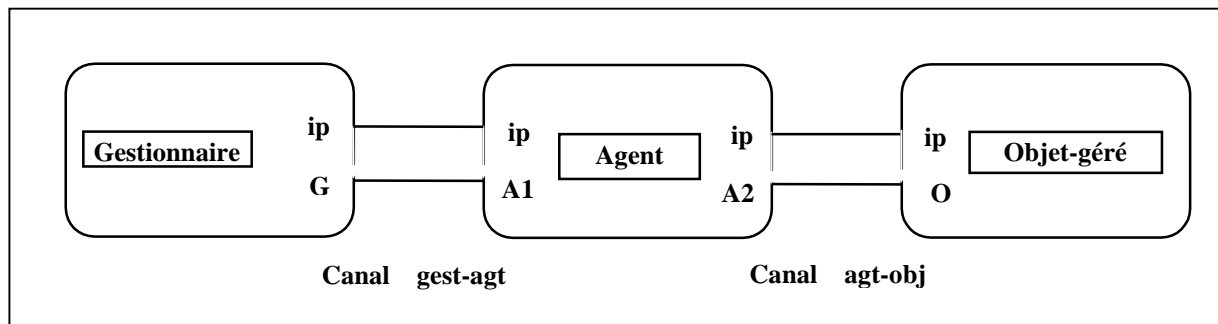 ip ip ip ip
Gestionnaire Agent Objet-géré
G A1 A2 O
Canal gest-agt Canal agt-obj